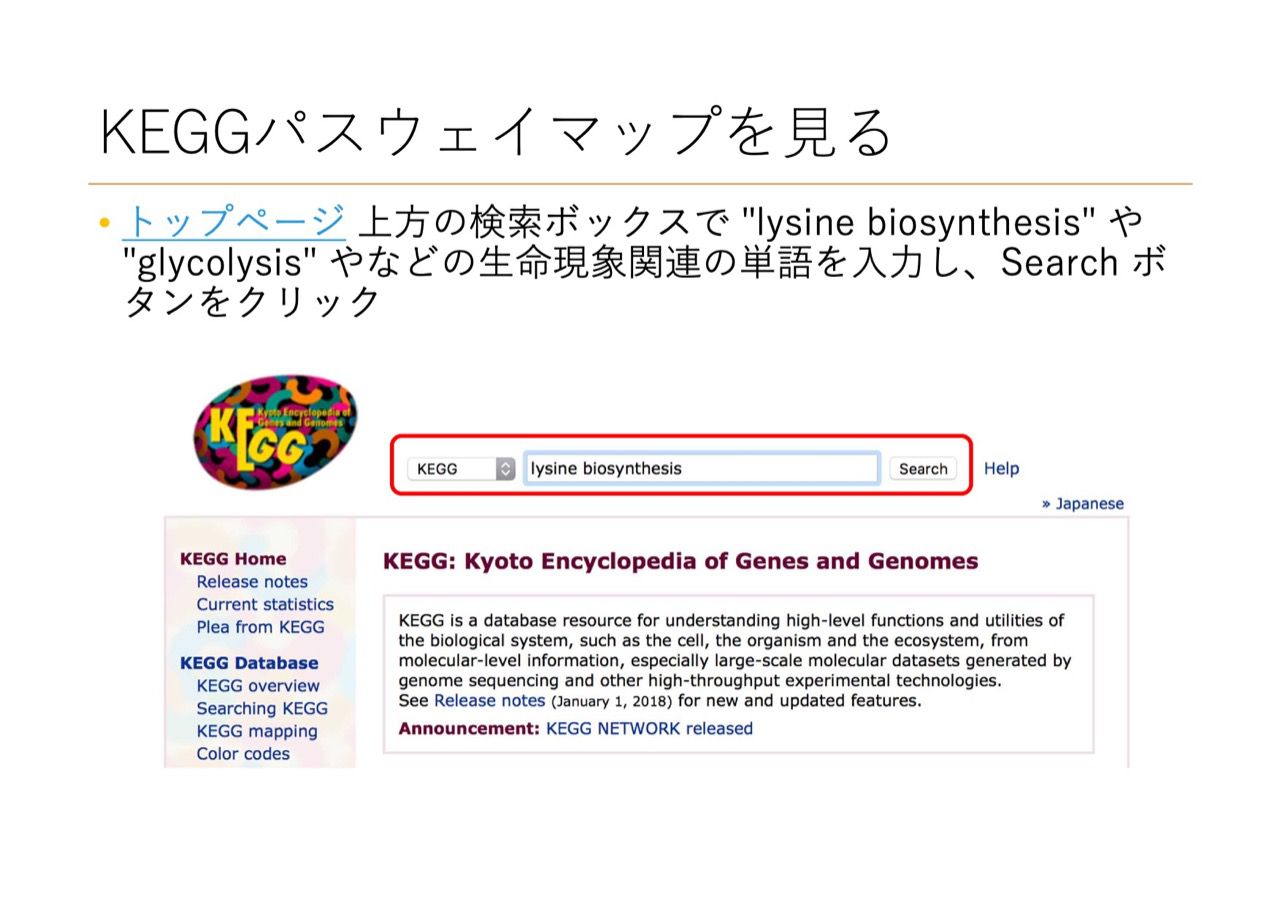 KEGGパスウェイマップを見る
• トップページ 上方の検索ボックスで "lysine biosynthesis" や
"glycolysis" やなどの生命現象関連の単語を入力し、Search ボ
タンをクリック
KEGG
Kyoto Encyclopedia of
Genes and Genomes
KEGG lysine biosynthesis Search Help
» Japanese
KEGG Home
Release notes
Current statistics
Plea from KEGG
KEGG Database
KEGG overview
Searching KEGG
KEGG mapping
Color codes
KEGG: Kyoto Encyclopedia of Genes and Genomes
KEGG is a database resource for understanding high-level functions and utilities of
the biological system, such as the cell, the organism and the ecosystem, from
molecular-level information, especially large-scale molecular datasets generated by
genome sequencing and other high-throughput experimental technologies.
See Release notes (January 1, 2018) for new and updated features.
Announcement: KEGG NETWORK released